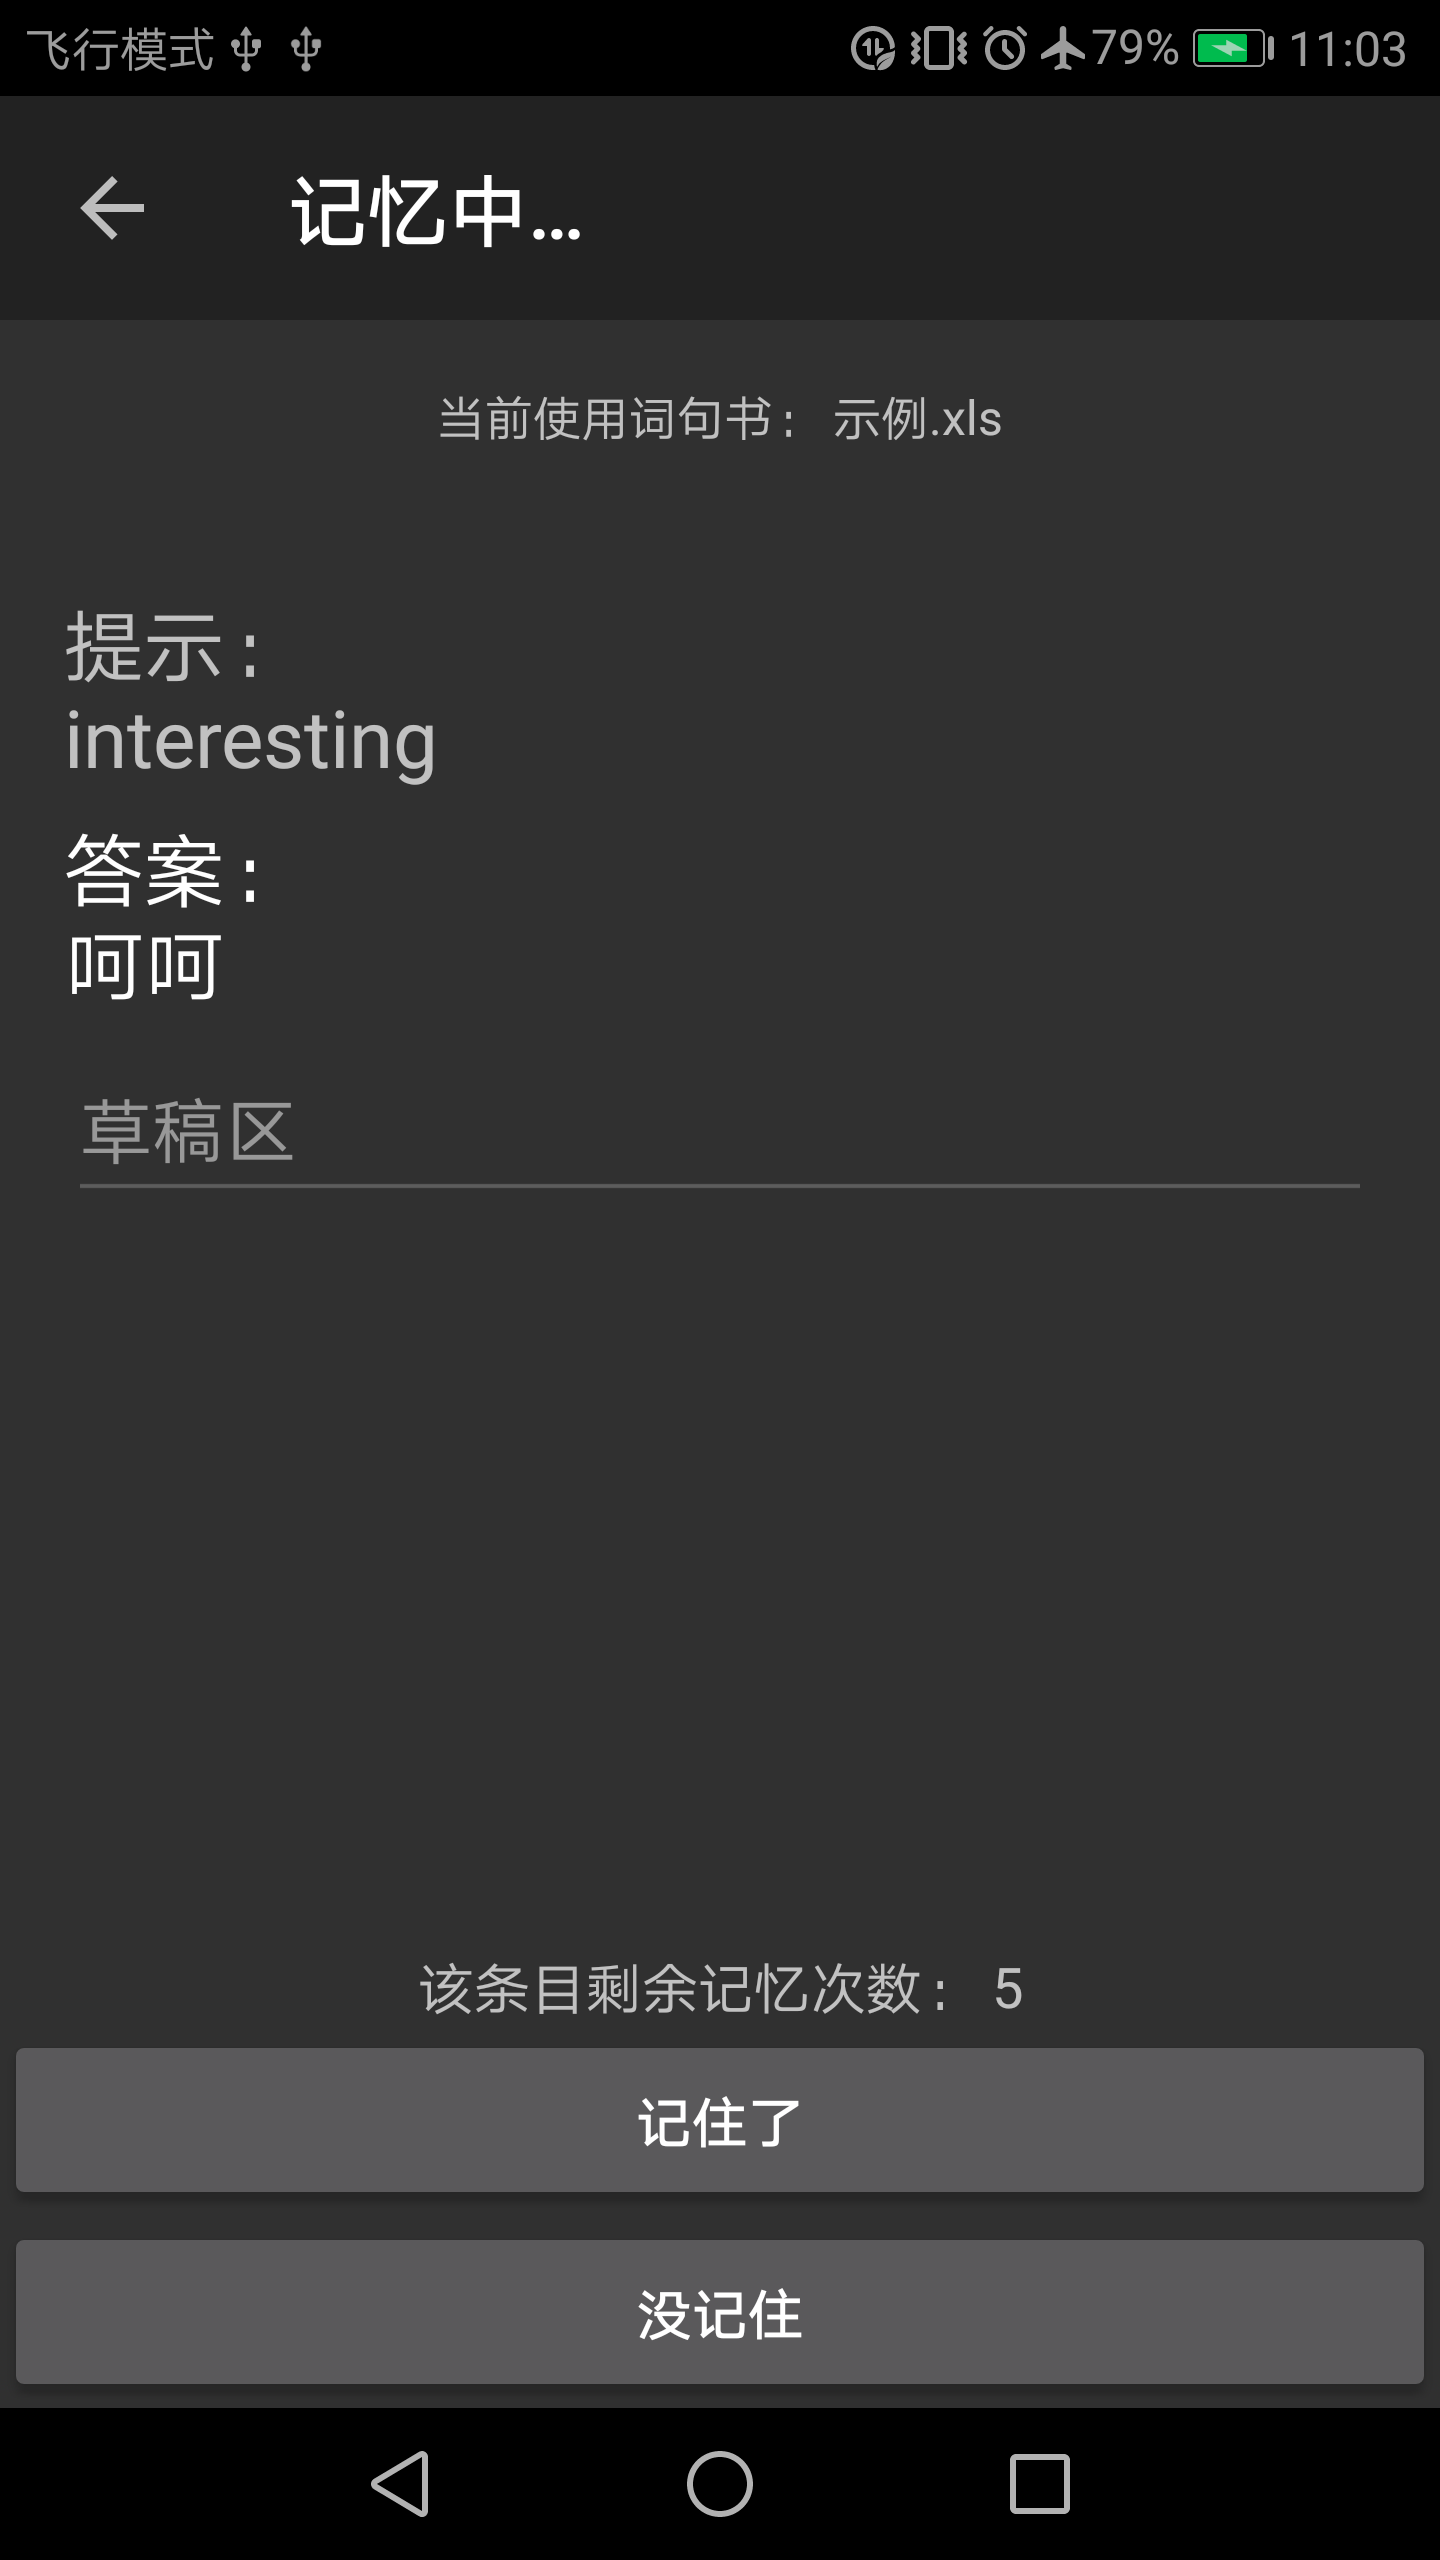 飞行模式 79% 11:03
记忆中...
当前使用词句书： 示例.xls
提示：
interesting
答案：
呵呵
草稿区
该条目剩余记忆次数： 5
记住了
没记住